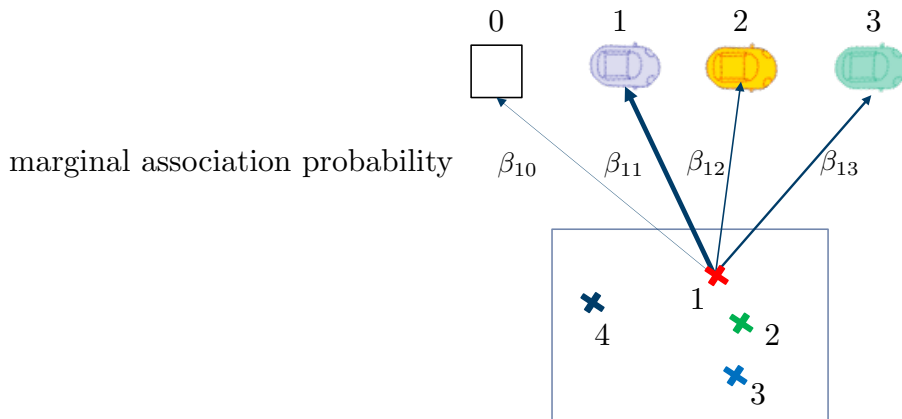 0 1 2 3
marginal association probability β₁₀ β₁₁ β₁₂ β₁₃
1
4 2
3